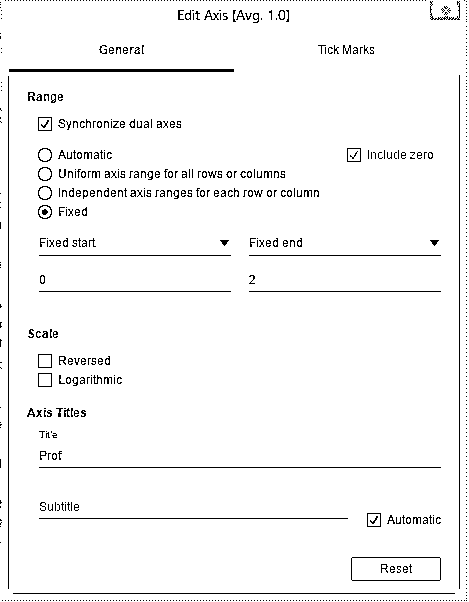 Edit Axis [Avg. 1.0]
General
Tick Marks
Range
Synchronize dual axes
Automatic
Include zero
Uniform axis range for all rows or columns
Independent axis ranges for each row or column
Fixed
Fixed start
Fixed end
0
2
Scale
Reversed
Logarithmic
Axis Titles
Title
Prof
Subtitle
Automatic
Reset